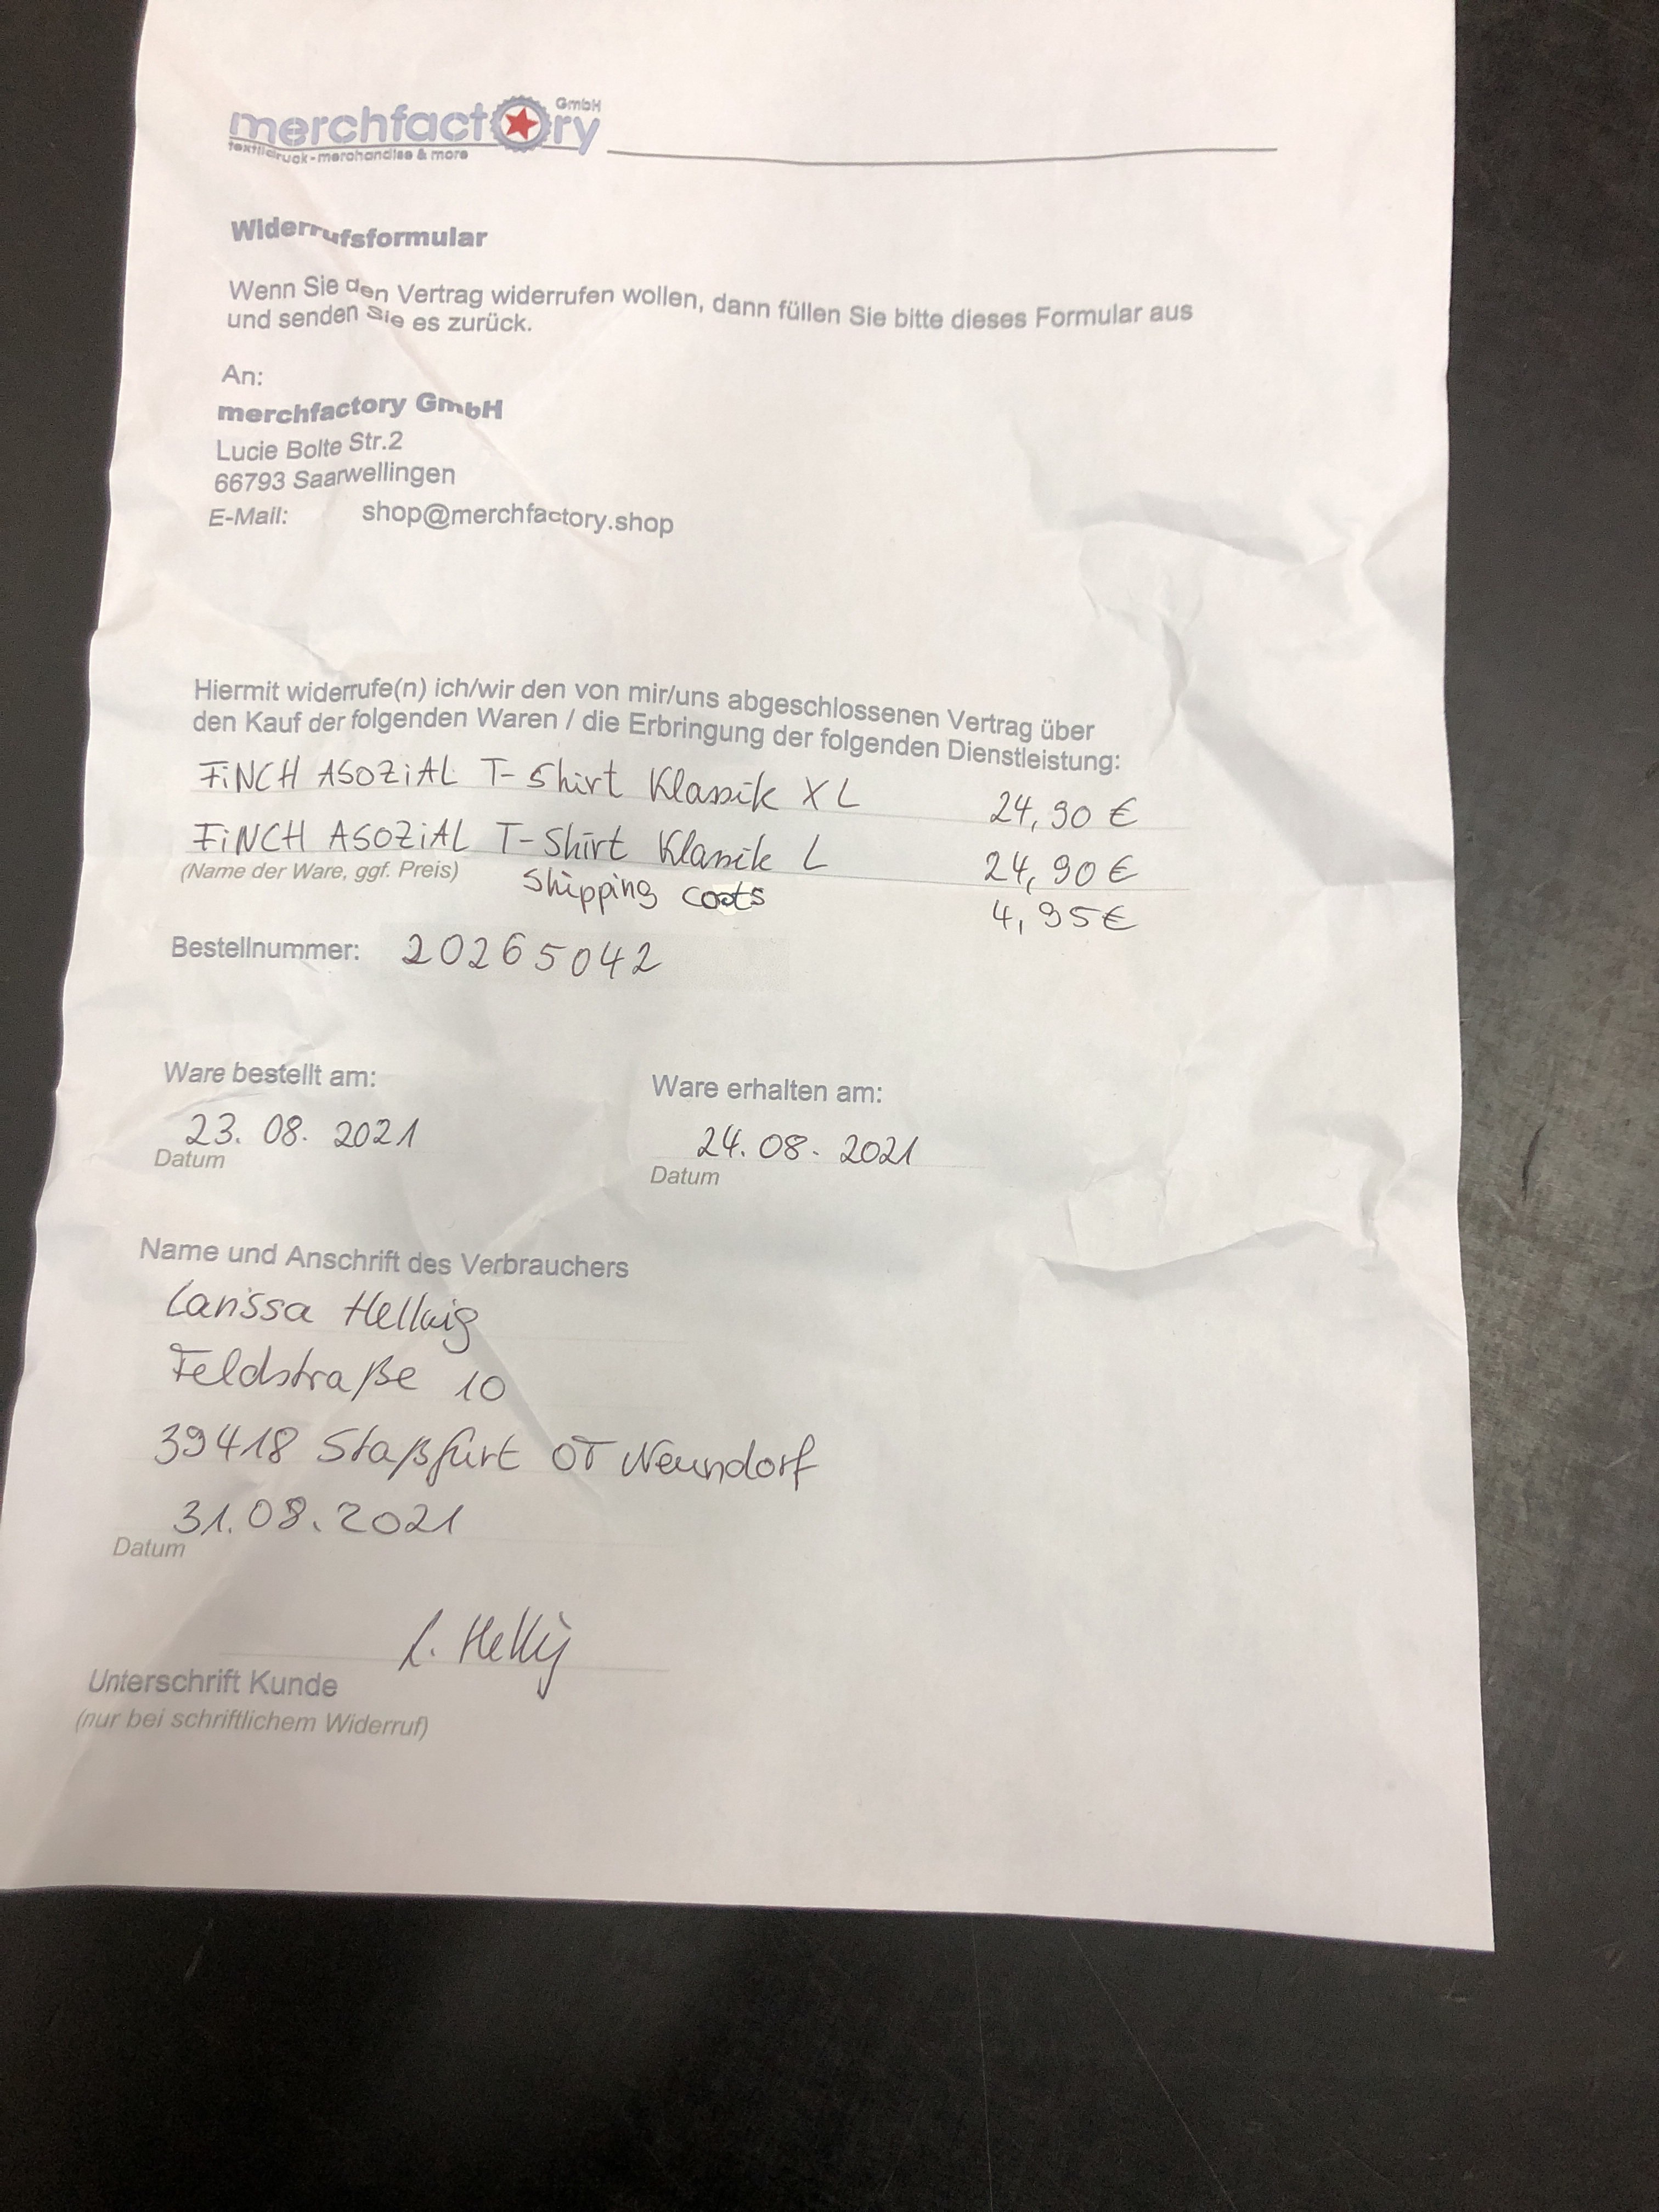 merchfactory GmbH
textildruck-merchandise & more
Widerrufsformular
Wenn Sie den Vertrag widerrufen wollen, dann füllen Sie bitte dieses Formular aus
und senden Sie es zurück.
An:
merchfactory GmbH
Lucie Bolte Str.2
66793 Saarwellingen
E-Mail: shop@merchfactory.shop
Hiermit widerrufe(n) ich/wir den von mir/uns abgeschlossenen Vertrag über
den Kauf der folgenden Waren / die Erbringung der folgenden Dienstleistung:
FiNCH ASOZiAL T-Shirt Klassik XL 24,90 €
FiNCH ASOZiAL T-Shirt Klassik L 24,90 €
(Name der Ware, ggf. Preis) Shipping costs 4,95€
Bestellnummer: 20265042
Ware bestellt am: Ware erhalten am:
23.08.2021 24.08.2021
Datum Datum
Name und Anschrift des Verbrauchers
Larissa Hellwig
Feldstraße 10
39418 Staßfurt OT Neundorf
31.08.2021
Datum
L. Hellwig
Unterschrift Kunde
(nur bei schriftlichem Widerruf)